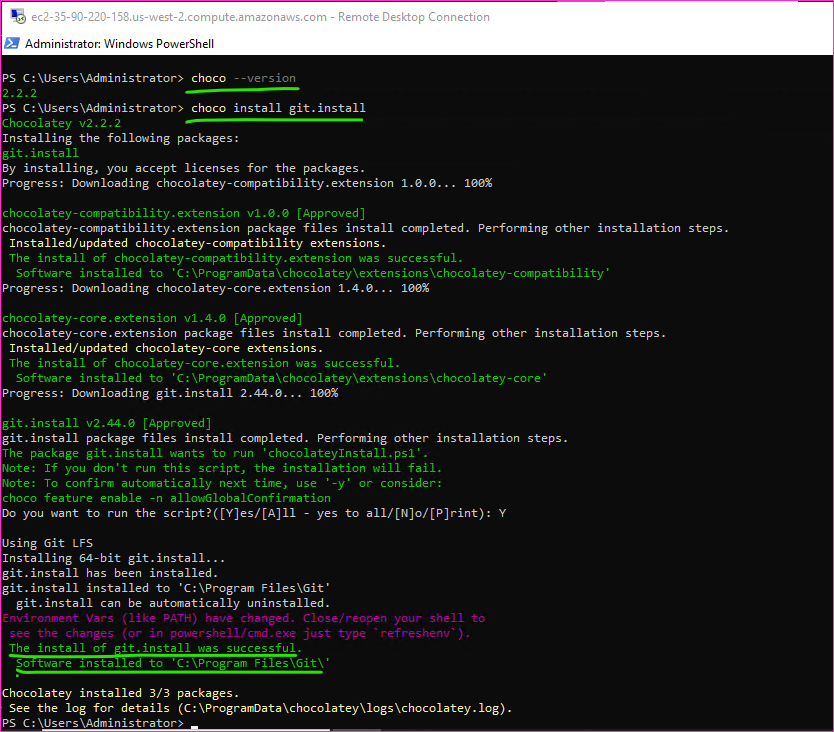 ec2-35-90-220-158.us-west-2.compute.amazonaws.com - Remote Desktop Connection
Administrator: Windows PowerShell
PS C:\Users\Administrator> choco --version
2.2.2
PS C:\Users\Administrator> choco install git.install
Chocolatey v2.2.2
Installing the following packages:
git.install
By installing, you accept licenses for the packages.
Progress: Downloading chocolatey-compatibility.extension 1.0.0... 100%
chocolatey-compatibility.extension v1.0.0 [Approved]
chocolatey-compatibility.extension package files install completed. Performing other installation steps.
Installed/updated chocolatey-compatibility extensions.
The install of chocolatey-compatibility.extension was successful.
Software installed to 'C:\ProgramData\chocolatey\extensions\chocolatey-compatibility'
Progress: Downloading chocolatey-core.extension 1.4.0... 100%
chocolatey-core.extension v1.4.0 [Approved]
chocolatey-core.extension package files install completed. Performing other installation steps.
Installed/updated chocolatey-core extensions.
The install of chocolatey-core.extension was successful.
Software installed to 'C:\ProgramData\chocolatey\extensions\chocolatey-core'
Progress: Downloading git.install 2.44.0... 100%
git.install v2.44.0 [Approved]
git.install package files install completed. Performing other installation steps.
The package git.install wants to run 'chocolateyInstall.ps1'.
Note: If you don't run this script, the installation will fail.
Note: To confirm automatically next time, use '-y' or consider:
choco feature enable -n allowGlobalConfirmation
Do you want to run the script?([Y]es/[A]ll - yes to all/[N]o/[P]rint): Y
Using Git LFS
Installing 64-bit git.install...
git.install has been installed.
git.install installed to 'C:\Program Files\Git'
git.install can be automatically uninstalled.
Environment Vars (like PATH) have changed. Close/reopen your shell to
see the changes (or in powershell/cmd.exe just type `refreshenv`).
The install of git.install was successful.
Software installed to 'C:\Program Files\Git\'
Chocolatey installed 3/3 packages.
See the log for details (C:\ProgramData\chocolatey\logs\chocolatey.log).
PS C:\Users\Administrator>